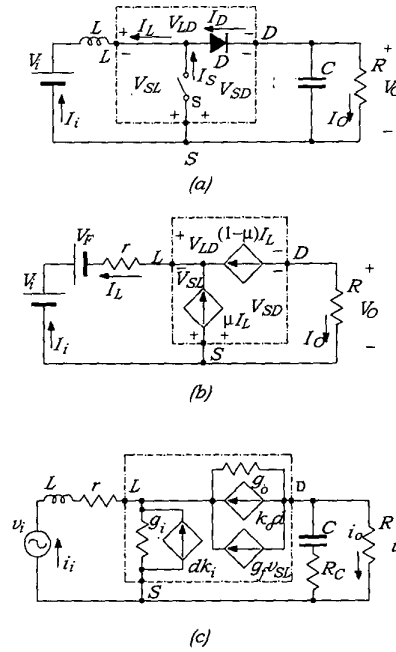 L I_L V_LD I_D D
L + − D −
V_i V_SL I_S S V_SD C R + V_O −
I_i + + I_O
S
(a)
V_F r L + V_LD (1-μ)I_L − D
V_i I_L − V_SL − V_SD R + V_O −
I_i μI_L + + I_O
S
(b)
L r L g_o D
v_i g_i k_o d C i_o R
i_i dk_i g_f v_SL R_C
S
(c)